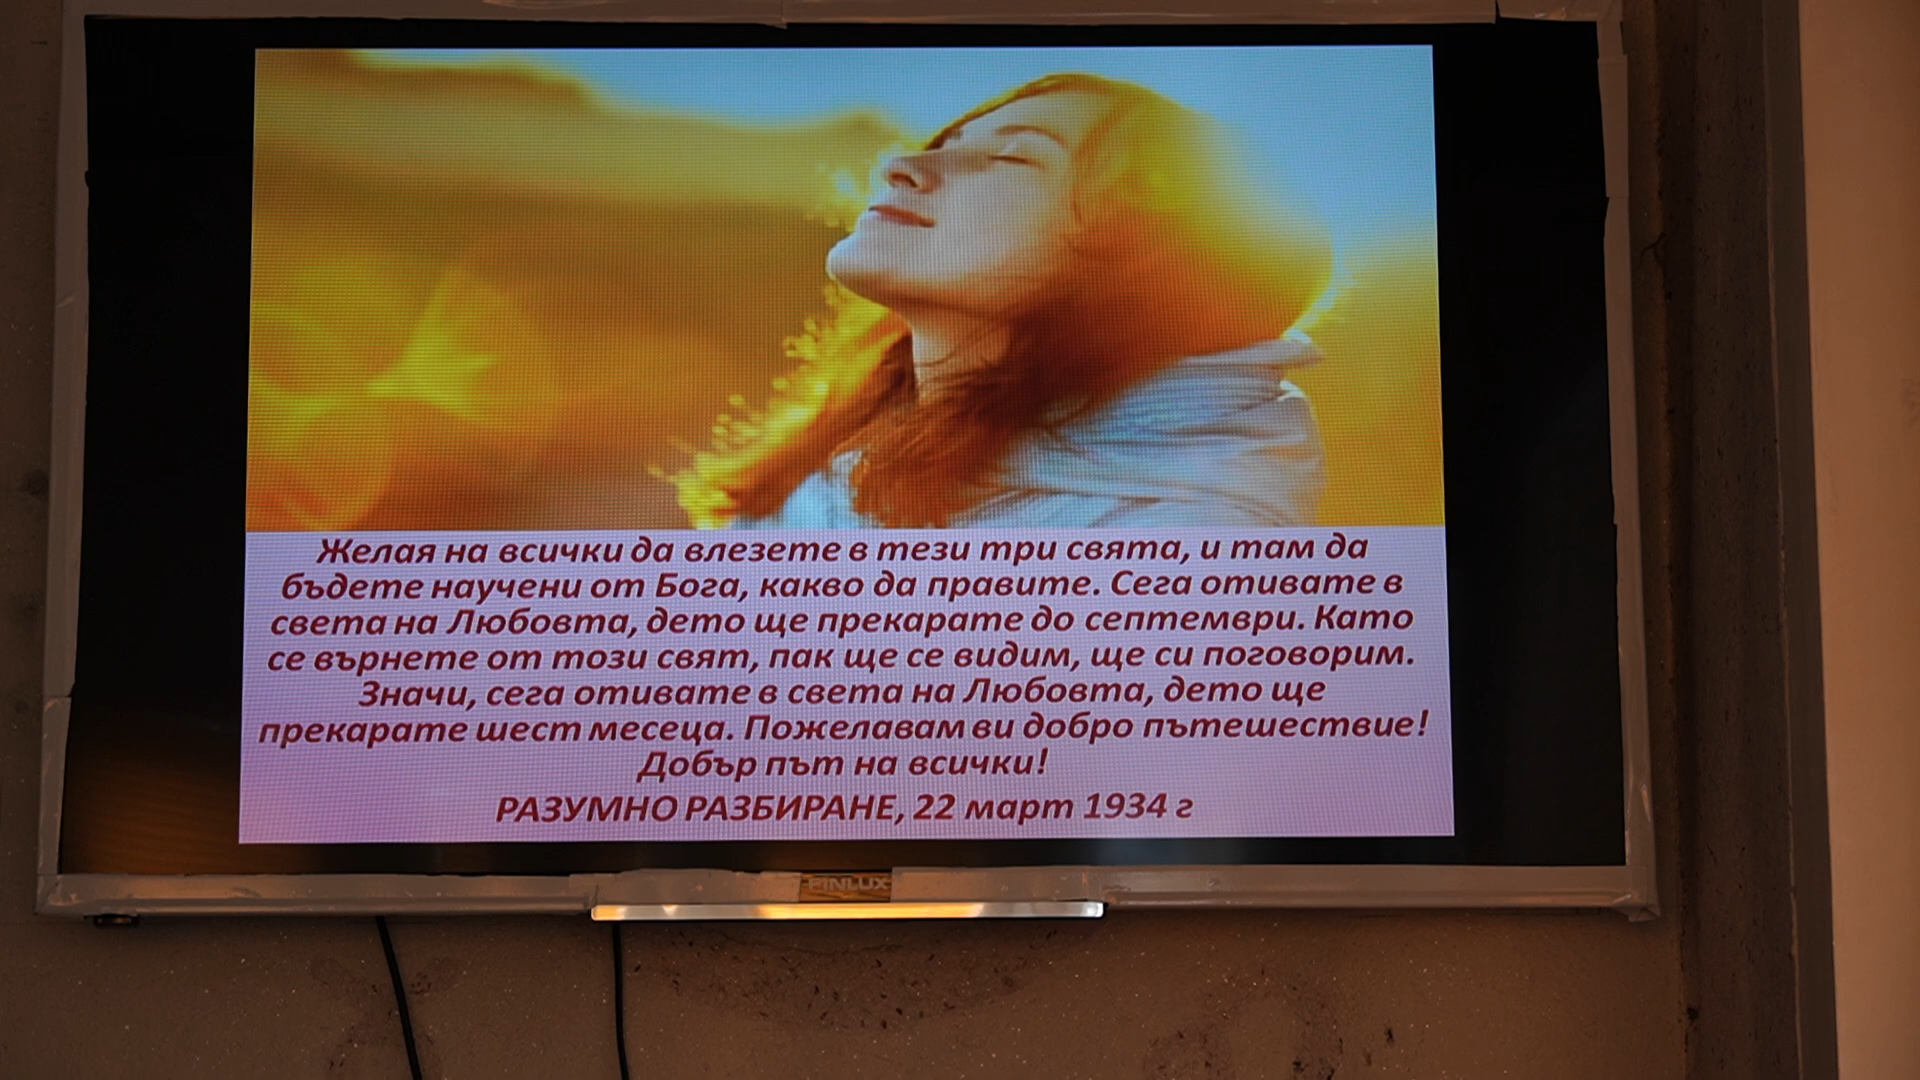 Желая на всички да влезете в тези три свята, и там да
бъдете научени от Бога, какво да правите. Сега отивате в
света на Любовта, дето ще прекарате до септември. Като
се върнете от този свят, пак ще се видим, ще си поговорим.
Значи, сега отивате в света на Любовта, дето ще
прекарате шест месеца. Пожелавам ви добро пътешествие!
Добър път на всички!
РАЗУМНО РАЗБИРАНЕ, 22 март 1934 г
FINLUX